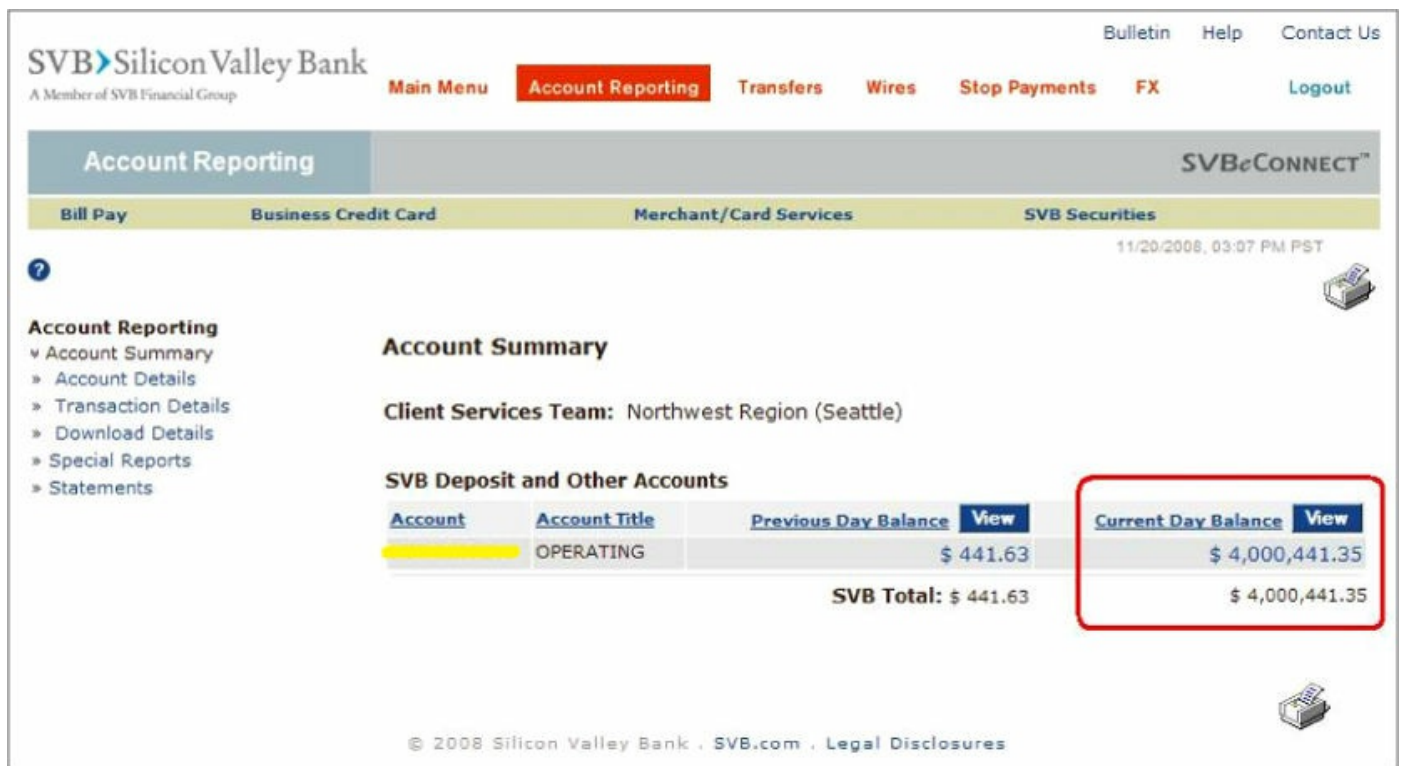 Bulletin Help Contact Us
SVB>Silicon Valley Bank
A Member of SVB Financial Group
Main Menu Account Reporting Transfers Wires Stop Payments FX Logout
Account Reporting SVBeConnect™
Bill Pay Business Credit Card Merchant/Card Services SVB Securities
11/20/2008, 03:07 PM PST
?
Account Reporting
Account Summary
» Account Details
» Transaction Details
» Download Details
» Special Reports
» Statements
Account Summary
Client Services Team: Northwest Region (Seattle)
SVB Deposit and Other Accounts
Account Account Title Previous Day Balance View Current Day Balance View
OPERATING $ 441.63 $ 4,000,441.35
SVB Total: $ 441.63 $ 4,000,441.35
© 2008 Silicon Valley Bank . SVB.com . Legal Disclosures